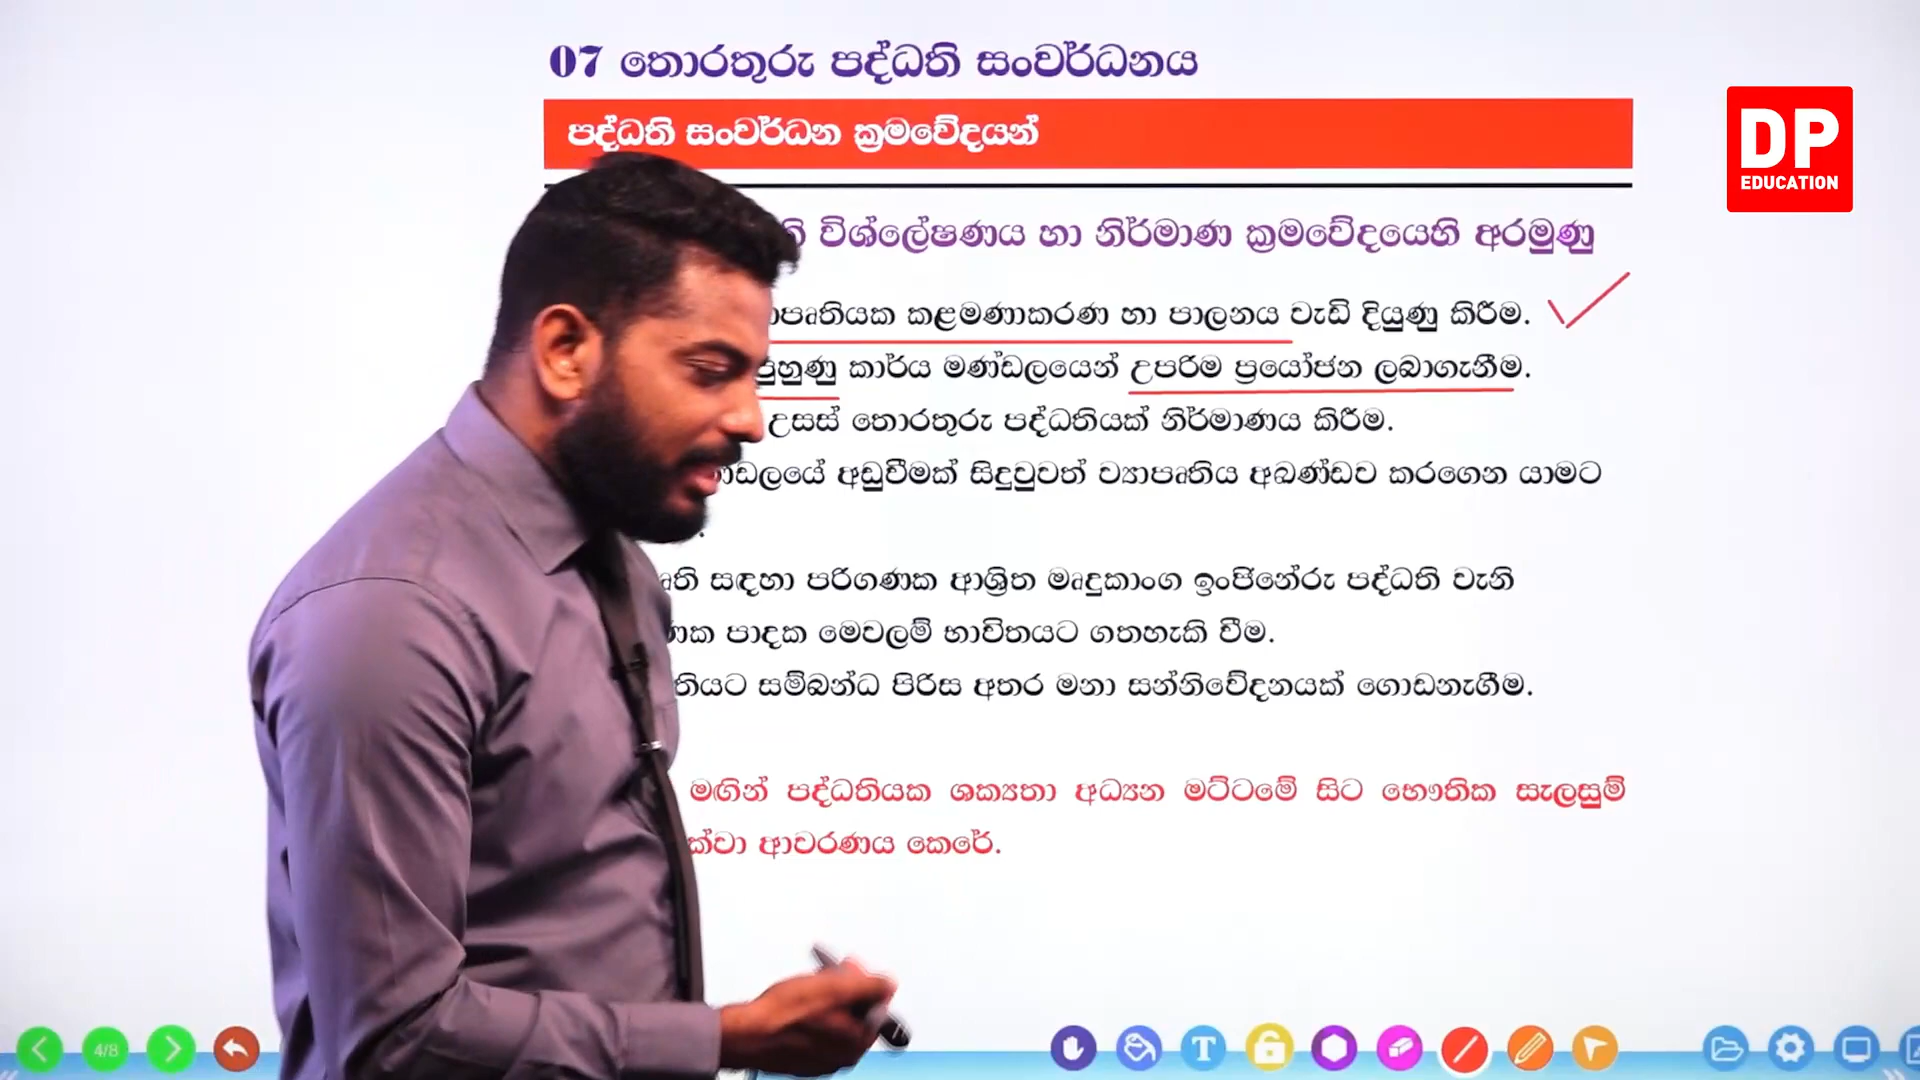 07 තොරතුරු පද්ධති සංවර්ධනය
පද්ධති සංවර්ධන ක්‍රමවේදයන්
DP
EDUCATION
විශ්ලේෂණය හා නිර්මාණ ක්‍රමවේදයෙහි අරමුණු
කළමණාකරණ හා පාලනය වැඩි දියුණු කිරීම.
පුහුණු කාර්ය මණ්ඩලයෙන් උපරිම ප්‍රයෝජන ලබාගැනීම.
උසස් තොරතුරු පද්ධතියක් නිර්මාණය කිරීම.
අඩුවීමක් සිදුවුවත් ව්‍යාපෘතිය අඛණ්ඩව කරගෙන යාමට
සඳහා පරිගණක ආශ්‍රිත මෘදුකාංග ඉංජිනේරු පද්ධති වැනි
පාදක මෙවලම් භාවිතයට ගතහැකි වීම.
සම්බන්ධ පිරිස අතර මනා සන්නිවේදනයක් ගොඩනැගීම.
මඟින් පද්ධතියක ශක්‍යතා අධ්‍යන මට්ටමේ සිට භෞතික සැලසුම්
ආවරණය කෙරේ.
4/8